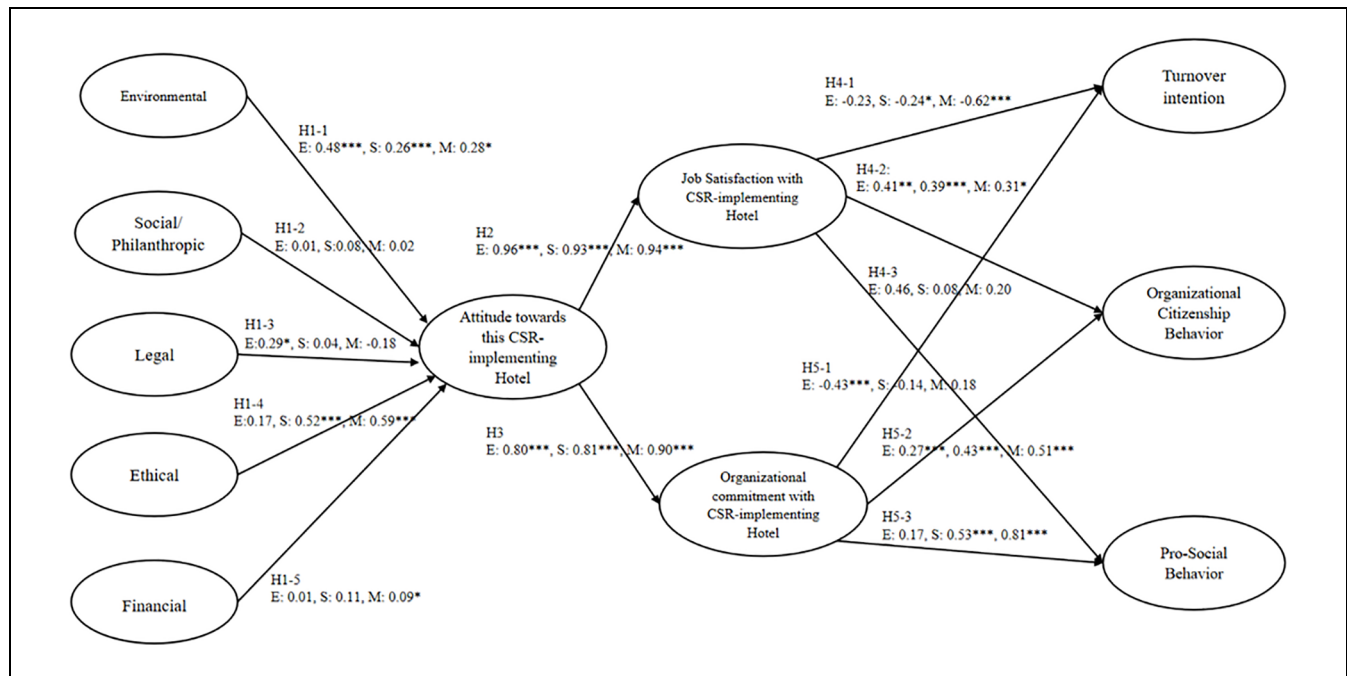 Environmental
H1-1
E: 0.48***, S: 0.26***, M: 0.28*
Social/
Philanthropic
H1-2
E: 0.01, S:0.08, M: 0.02
Legal
H1-3
E:0.29*, S: 0.04, M: -0.18
H1-4
E:0.17, S: 0.52***, M: 0.59***
Ethical
Financial
H1-5
E: 0.01, S: 0.11, M: 0.09*
Attitude towards
this CSR-
implementing
Hotel
H2
E: 0.96***, S: 0.93***, M: 0.94***
H3
E: 0.80***, S: 0.81***, M: 0.90***
Job Satisfaction with
CSR-implementing
Hotel
Organizational
commitment with
CSR-implementing
Hotel
H4-1
E: -0.23, S: -0.24*, M: -0.62***
H4-2:
E: 0.41**, 0.39***, M: 0.31*
H4-3
E: 0.46, S: 0.08, M: 0.20
H5-1
E: -0.43***, S: -0.14, M: 0.18
H5-2
E: 0.27***, 0.43***, M: 0.51***
H5-3
E: 0.17, S: 0.53***, 0.81***
Turnover
intention
Organizational
Citizenship
Behavior
Pro-Social
Behavior